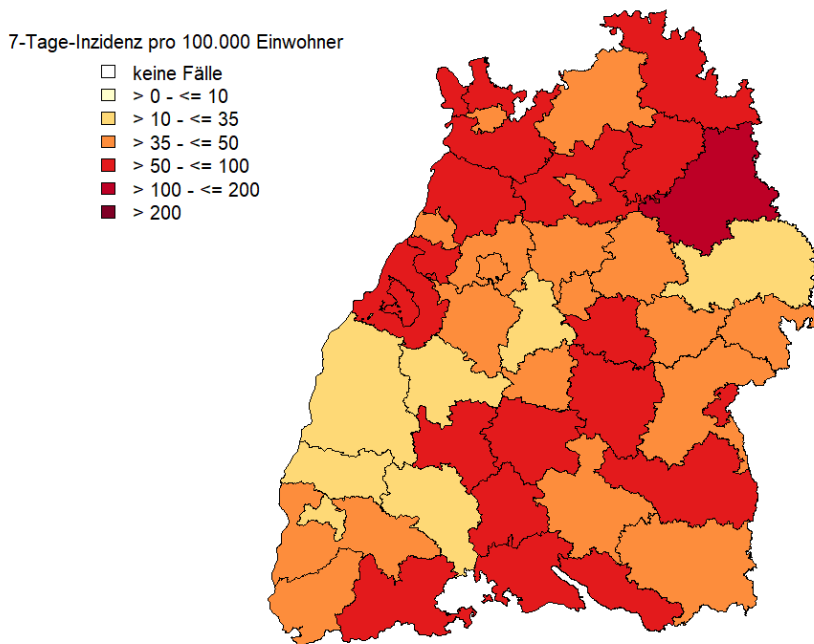 7-Tage-Inzidenz pro 100.000 Einwohner
keine Fälle
> 0 - <= 10
> 10 - <= 35
> 35 - <= 50
> 50 - <= 100
> 100 - <= 200
> 200